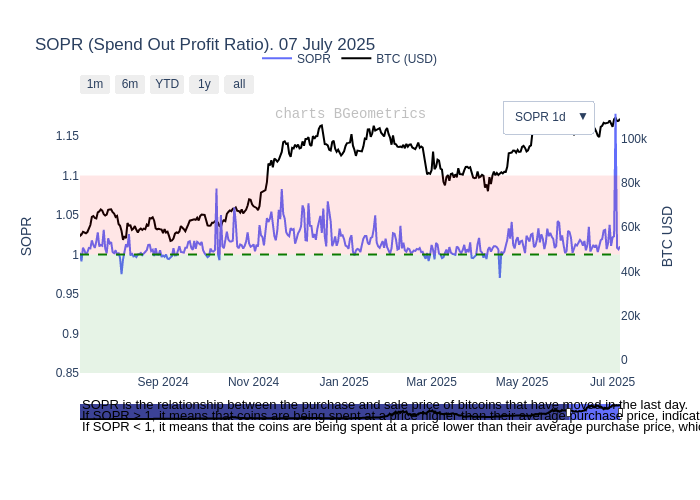 SOPR (Spend Out Profit Ratio). 07 July 2025
SOPR BTC (USD)
1m 6m YTD 1y all
charts BGeometrics
SOPR 1d ▼
1.15
1.1
1.05
1
0.95
0.9
0.85
SOPR
100k
80k
60k
40k
20k
0
BTC USD
Sep 2024 Nov 2024 Jan 2025 Mar 2025 May 2025 Jul 2025
SOPR is the relationship between the purchase and sale price of bitcoins that have moved in the last day.
If SOPR > 1, it means that coins are being spent at a price higher than their average purchase price, indicat
If SOPR < 1, it means that the coins are being spent at a price lower than their average purchase price, whi